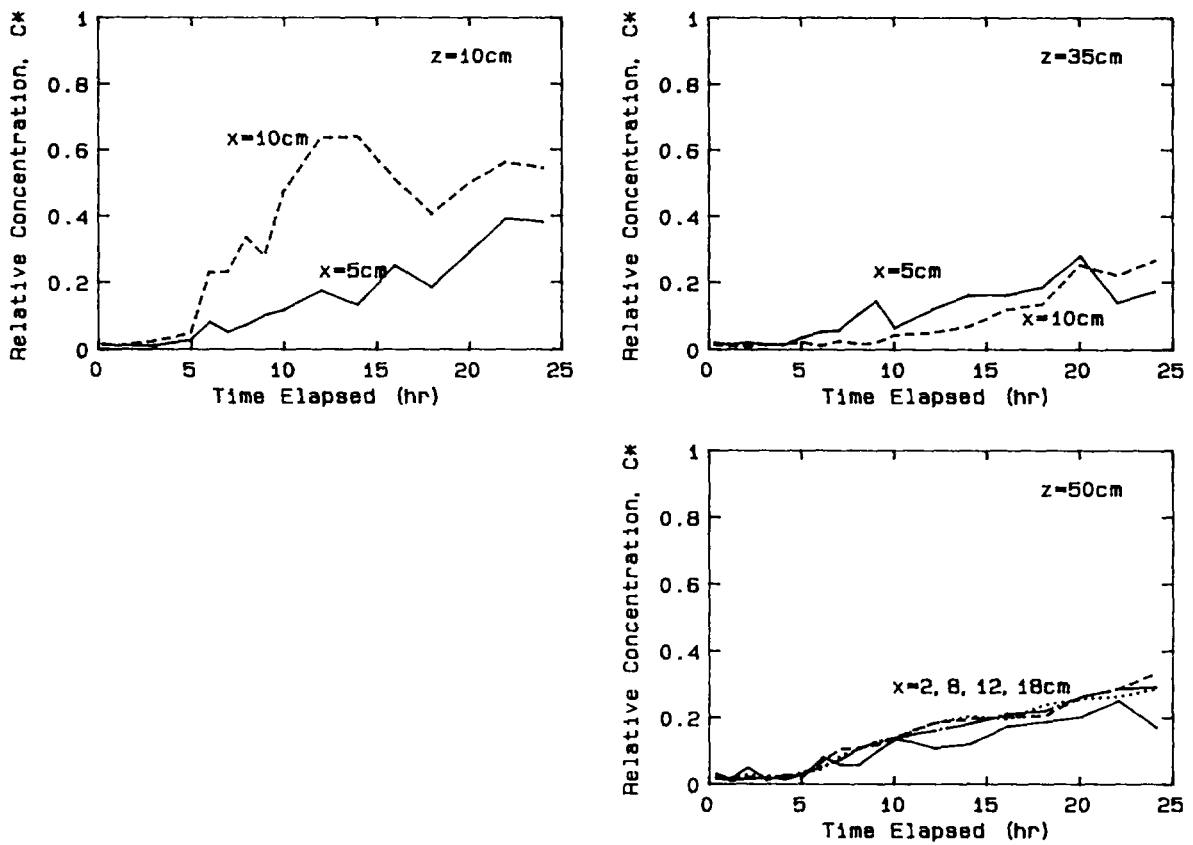 Relative Concentration, C*
1
0.8
0.6
0.4
0.2
0
z=10cm
x=10cm
x=5cm
0 5 10 15 20 25
Time Elapsed (hr)
Relative Concentration, C*
1
0.8
0.6
0.4
0.2
0
z=35cm
x=5cm
x=10cm
0 5 10 15 20 25
Time Elapsed (hr)
Relative Concentration, C*
1
0.8
0.6
0.4
0.2
0
z=50cm
x=2, 8, 12, 18cm
0 5 10 15 20 25
Time Elapsed (hr)